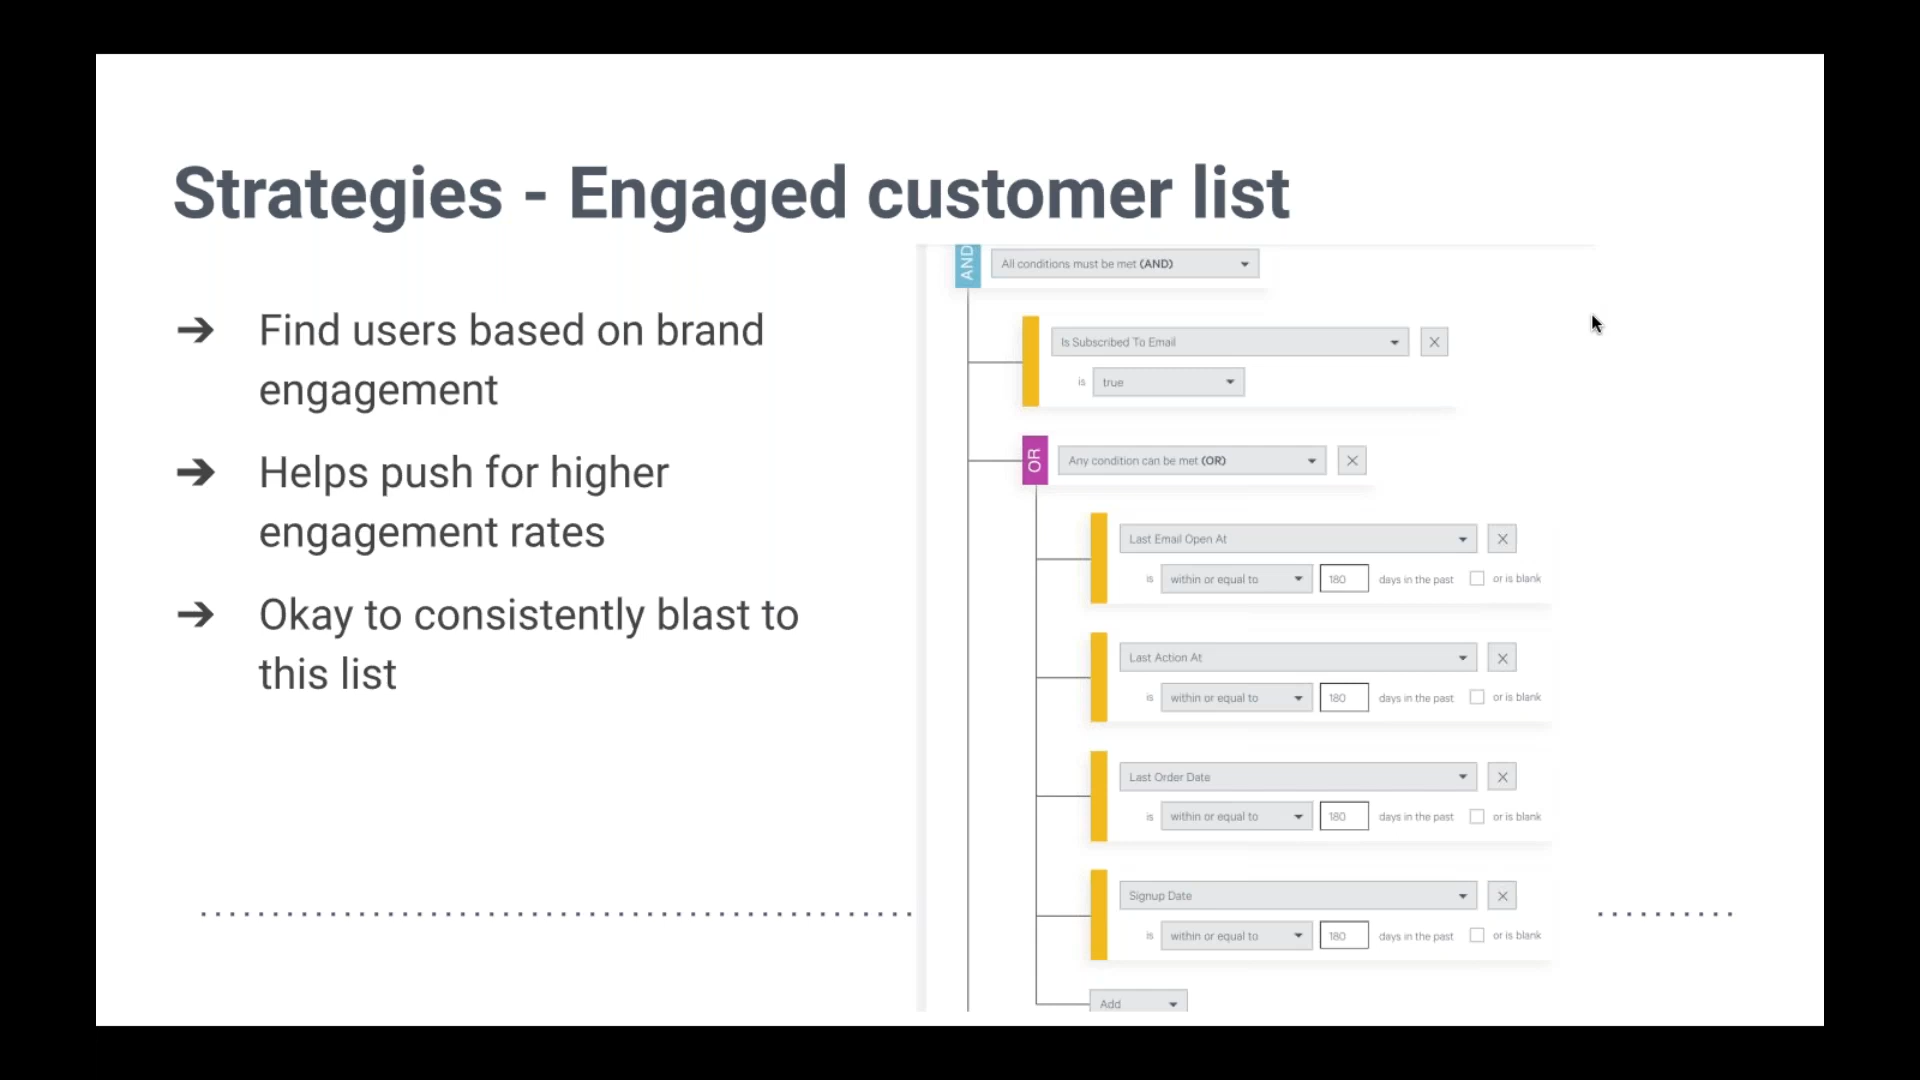 Strategies - Engaged customer list
➔ Find users based on brand
engagement
➔ Helps push for higher
engagement rates
➔ Okay to consistently blast to
this list
AND
All conditions must be met (AND)
Is Subscribed To Email
is true
OR
Any condition can be met (OR)
Last Email Open At
is within or equal to 180 days in the past or is blank
Last Action At
is within or equal to 180 days in the past or is blank
Last Order Date
is within or equal to 180 days in the past or is blank
Signup Date
is within or equal to 180 days in the past or is blank
Add